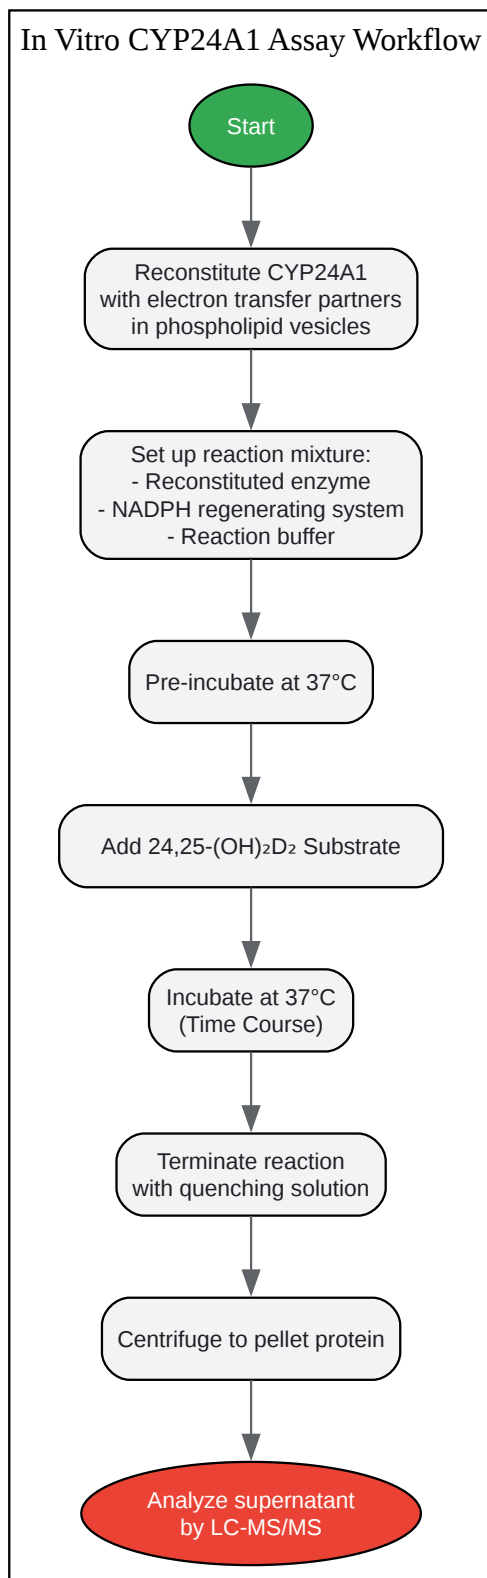 In Vitro CYP24A1 Assay Workflow
Start
Reconstitute CYP24A1
with electron transfer partners
in phospholipid vesicles
Set up reaction mixture:
- Reconstituted enzyme
- NADPH regenerating system
- Reaction buffer
Pre-incubate at 37°C
Add 24,25-(OH)₂D₂ Substrate
Incubate at 37°C
(Time Course)
Terminate reaction
with quenching solution
Centrifuge to pellet protein
Analyze supernatant
by LC-MS/MS